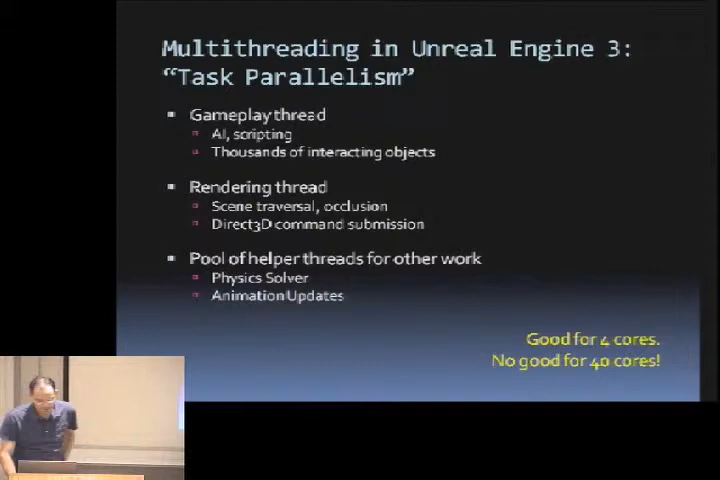 Multithreading in Unreal Engine 3:
“Task Parallelism”
Gameplay thread
AI, scripting
Thousands of interacting objects
Rendering thread
Scene traversal, occlusion
Direct3D command submission
Pool of helper threads for other work
Physics Solver
Animation Updates
Good for 4 cores.
No good for 40 cores!